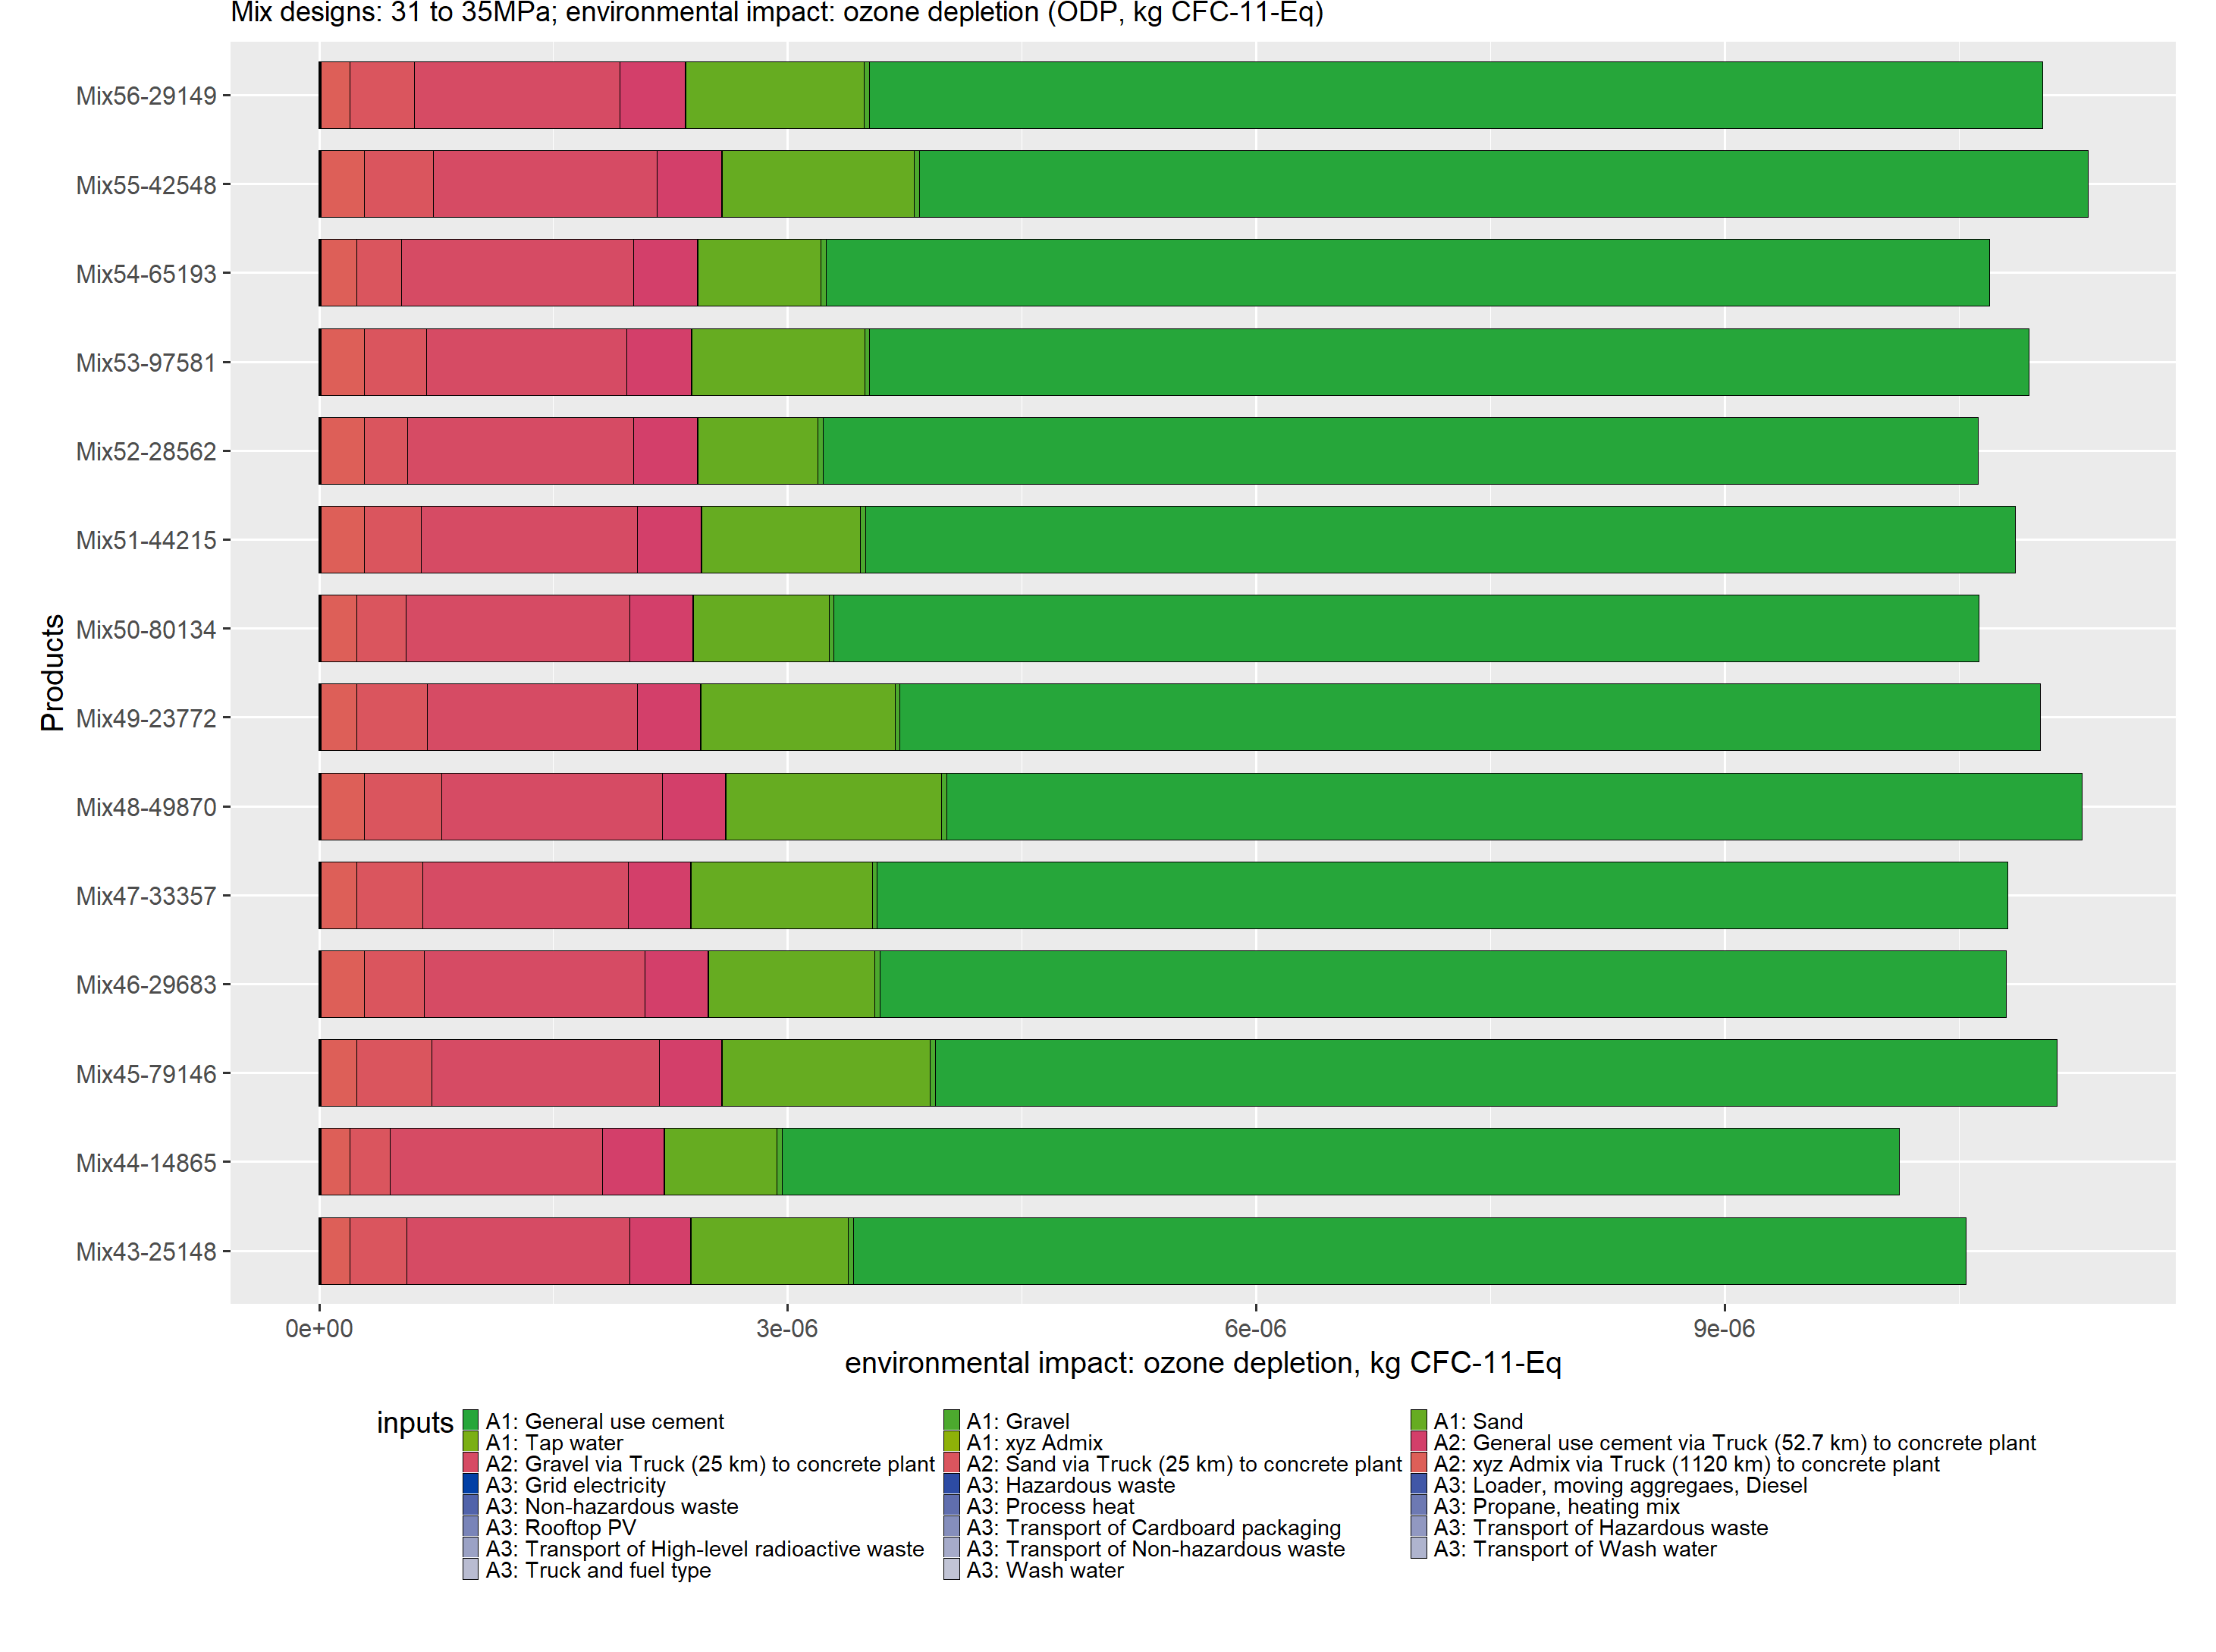 Mix designs: 31 to 35MPa; environmental impact: ozone depletion (ODP, kg CFC-11-Eq)
Mix56-29149
Mix55-42548
Mix54-65193
Mix53-97581
Mix52-28562
Mix51-44215
Mix50-80134
Mix49-23772
Mix48-49870
Mix47-33357
Mix46-29683
Mix45-79146
Mix44-14865
Mix43-25148
Products
0e+00 3e-06 6e-06 9e-06
environmental impact: ozone depletion, kg CFC-11-Eq
inputs
A1: General use cement A1: Gravel A1: Sand
A1: Tap water A1: xyz Admix A2: General use cement via Truck (52.7 km) to concrete plant
A2: Gravel via Truck (25 km) to concrete plant A2: Sand via Truck (25 km) to concrete plant A2: xyz Admix via Truck (1120 km) to concrete plant
A3: Grid electricity A3: Hazardous waste A3: Loader, moving aggregaes, Diesel
A3: Non-hazardous waste A3: Process heat A3: Propane, heating mix
A3: Rooftop PV A3: Transport of Cardboard packaging A3: Transport of Hazardous waste
A3: Transport of High-level radioactive waste A3: Transport of Non-hazardous waste A3: Transport of Wash water
A3: Truck and fuel type A3: Wash water